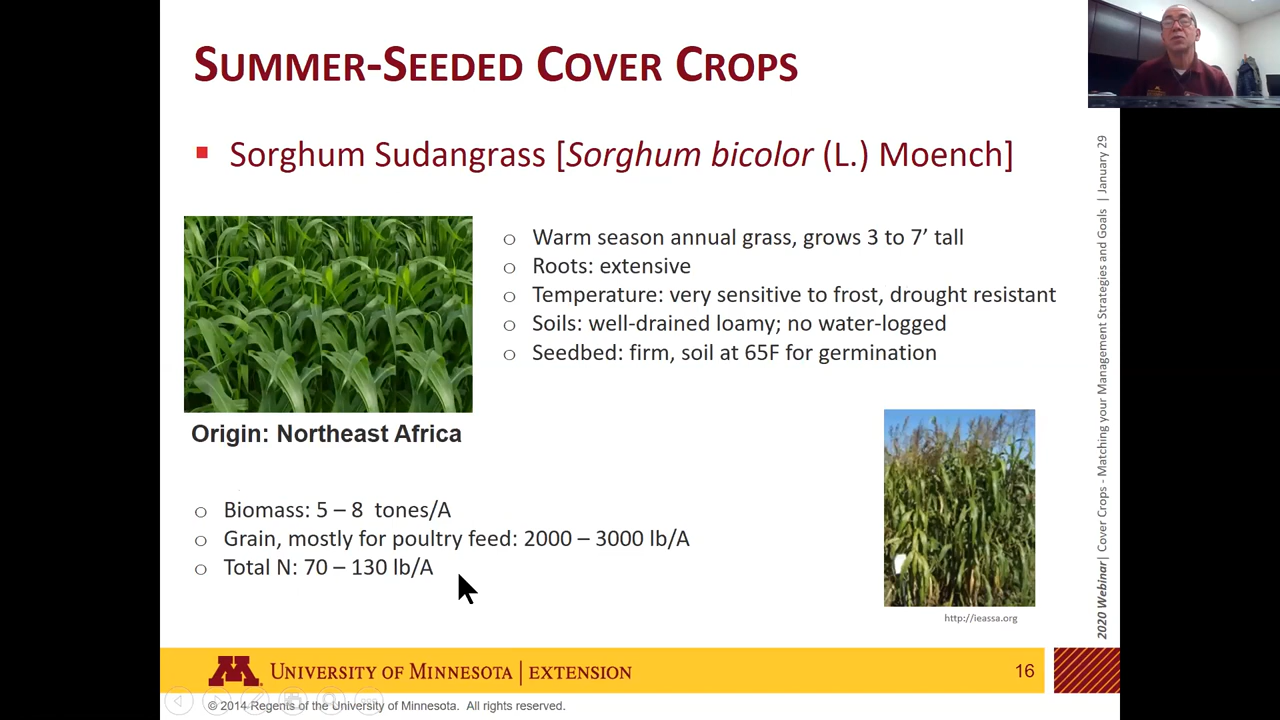 SUMMER-SEEDED COVER CROPS
▪ Sorghum Sudangrass [Sorghum bicolor (L.) Moench]
o Warm season annual grass, grows 3 to 7’ tall
o Roots: extensive
o Temperature: very sensitive to frost, drought resistant
o Soils: well-drained loamy; no water-logged
o Seedbed: firm, soil at 65F for germination
Origin: Northeast Africa
o Biomass: 5 – 8 tones/A
o Grain, mostly for poultry feed: 2000 – 3000 lb/A
o Total N: 70 – 130 lb/A
http://ieassa.org
2020 Webinar| Cover Crops - Matching your Management Strategies and Goals | January 29
M UNIVERSITY OF MINNESOTA | EXTENSION
16
© 2014 Regents of the University of Minnesota. All rights reserved.